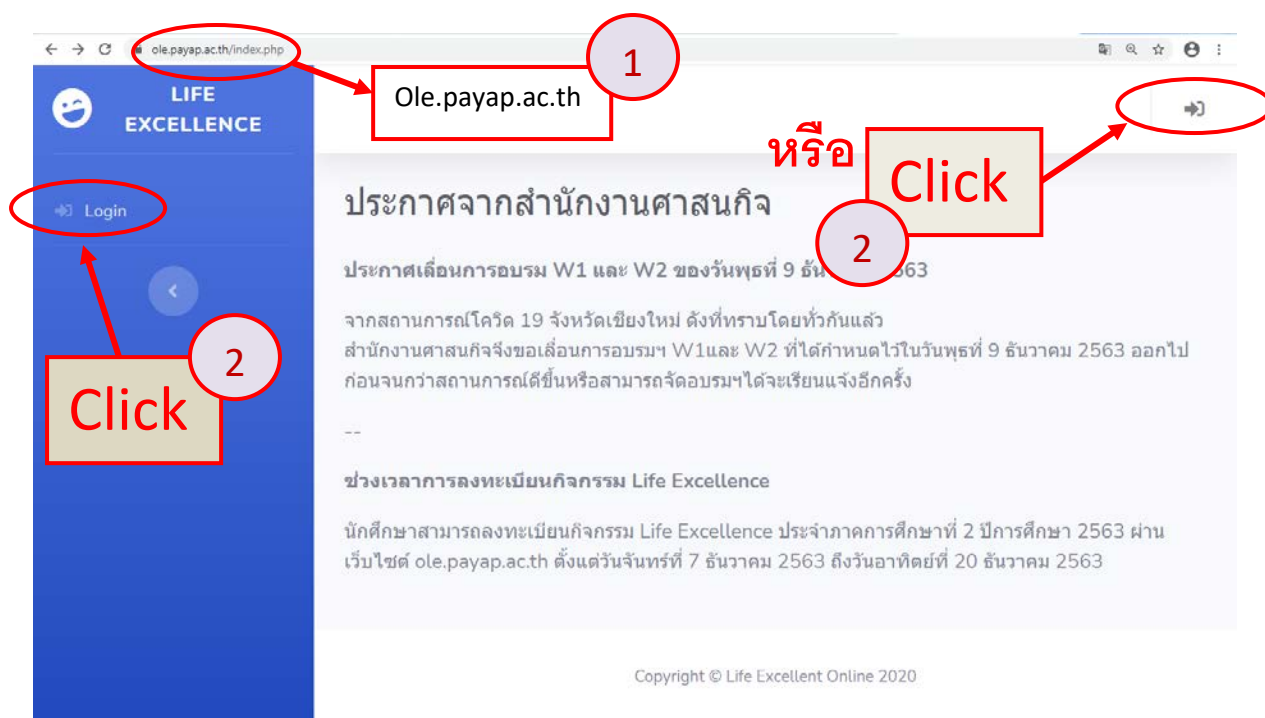 ole.payap.ac.th/index.php
1
Ole.payap.ac.th
LIFE
EXCELLENCE
หรือ
Click
2
Login
2
Click
ประกาศจากสำนักงานศาสนกิจ
ประกาศเลื่อนการอบรม W1 และ W2 ของวันพุธที่ 9 63
จากสถานการณ์โควิด 19 จังหวัดเชียงใหม่ ดังที่ทราบโดยทั่วกันแล้ว
สำนักงานศาสนกิจจึงขอเลื่อนการอบรมฯ W1และ W2 ที่ได้กำหนดไว้ในวันพุธที่ 9 ธันวาคม 2563 ออกไป
ก่อนจนกว่าสถานการณ์ดีขึ้นหรือสามารถจัดอบรมฯได้จะเรียนแจ้งอีกครั้ง
--
ช่วงเวลาการลงทะเบียนกิจกรรม Life Excellence
นักศึกษาสามารถลงทะเบียนกิจกรรม Life Excellence ประจำภาคการศึกษาที่ 2 ปีการศึกษา 2563 ผ่าน
เว็บไซต์ ole.payap.ac.th ตั้งแต่วันจันทร์ที่ 7 ธันวาคม 2563 ถึงวันอาทิตย์ที่ 20 ธันวาคม 2563
Copyright © Life Excellent Online 2020